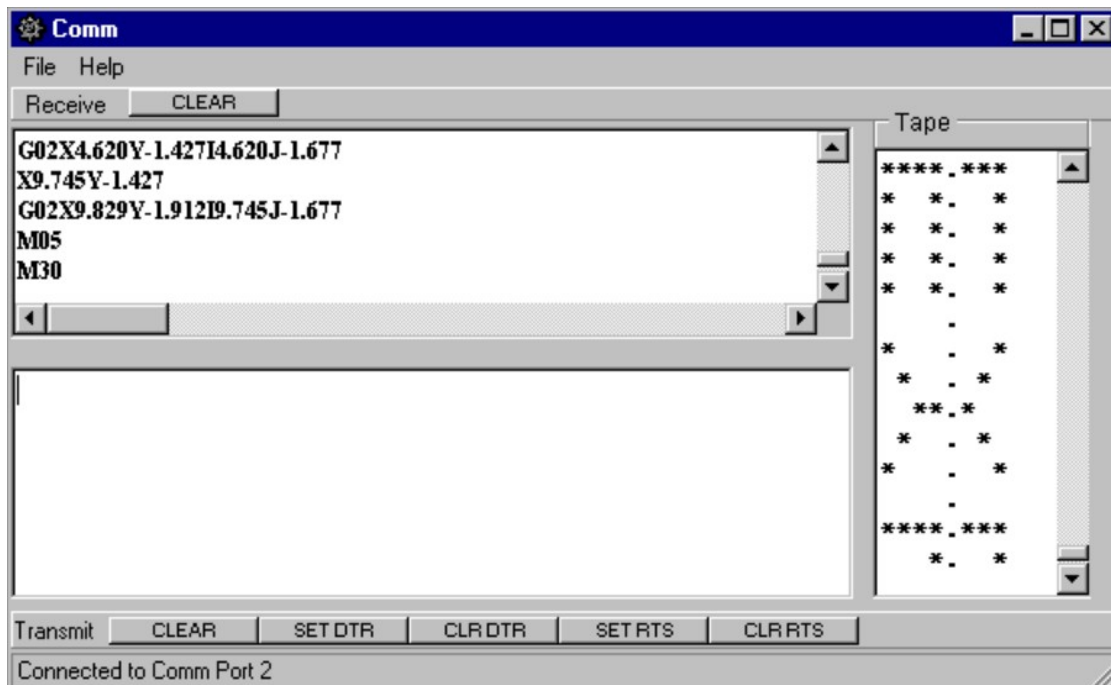 Comm
File Help
Receive CLEAR
G02X4.620Y-1.427I4.620J-1.677
X9.745Y-1.427
G02X9.829Y-1.912I9.745J-1.677
M05
M30
Tape
****.***
*  *.  *
*  *.  *
*  *.  *
*  *.  *
.
*   .  *
*  . *
**.*
*  . *
*   .  *
.
****.***
*.  *
Transmit CLEAR SET DTR CLR DTR SET RTS CLR RTS
Connected to Comm Port 2